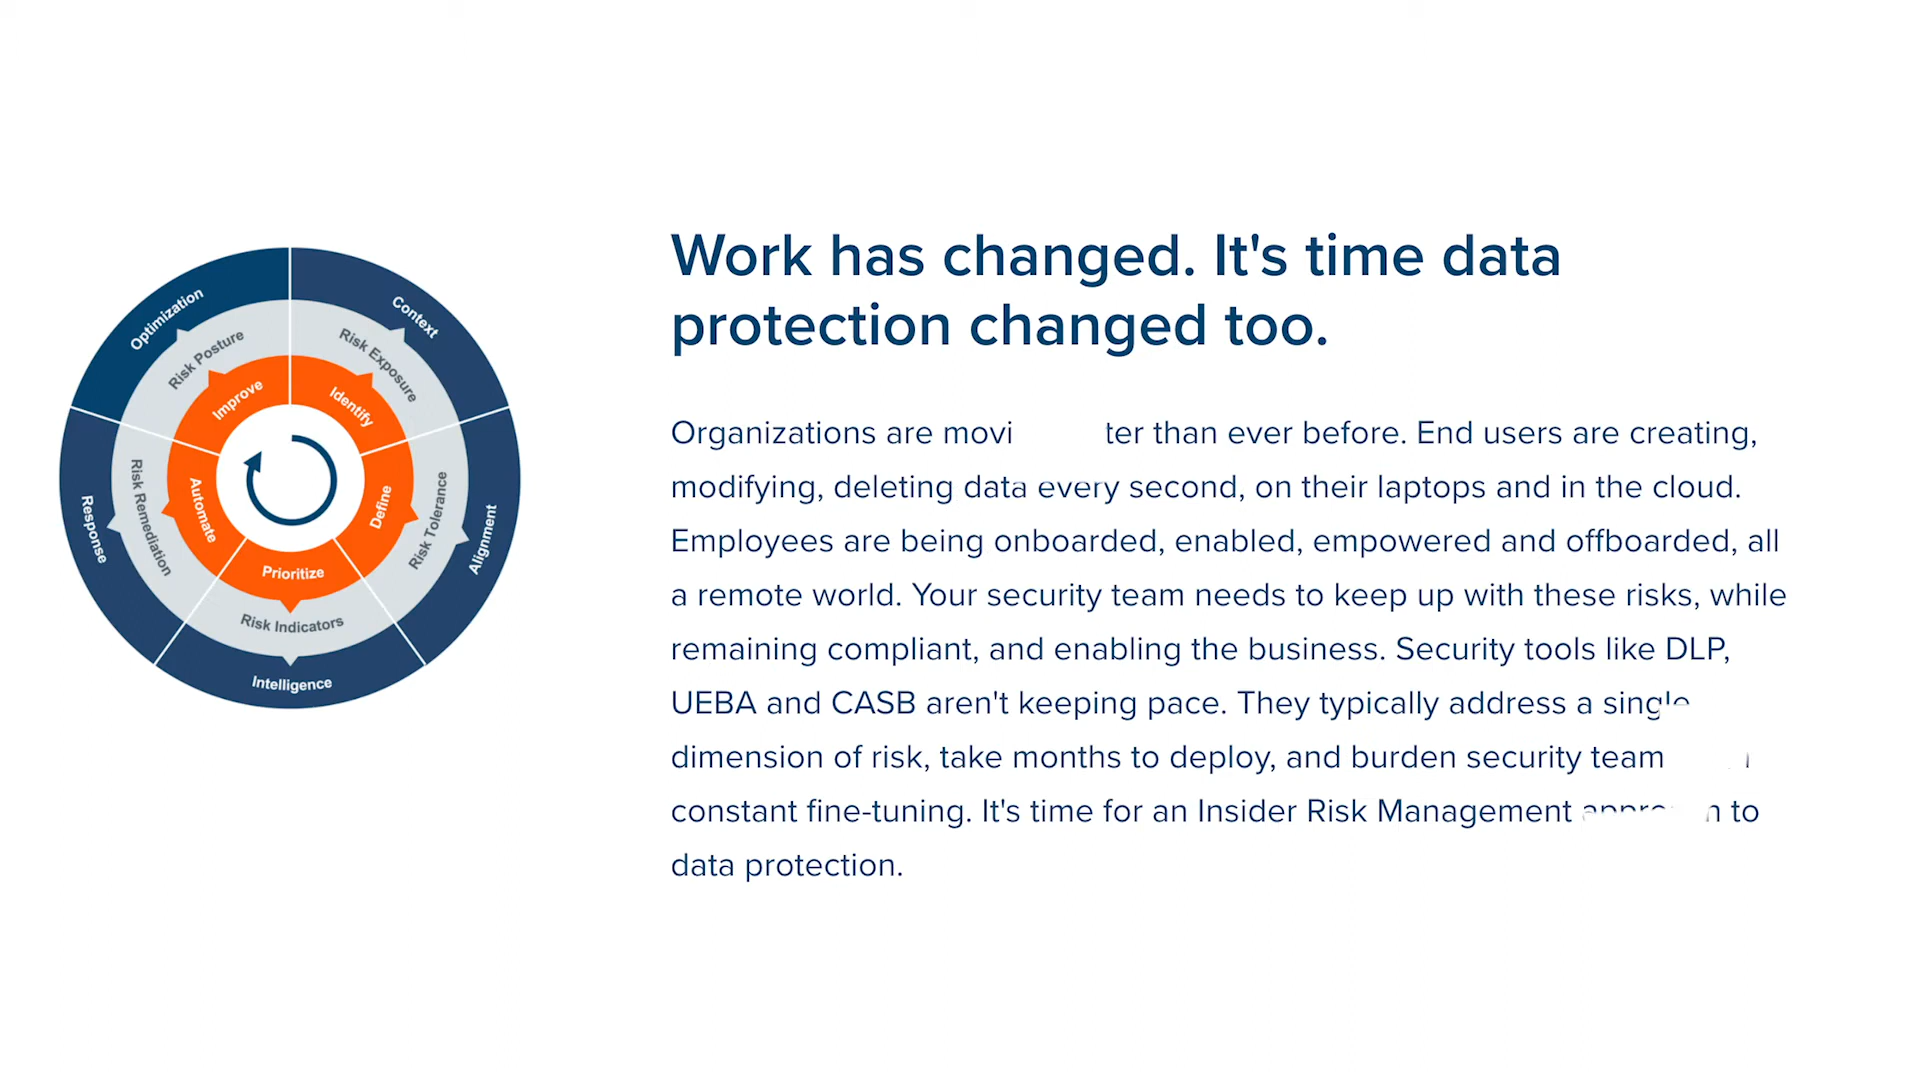 Work has changed. It's time data
protection changed too.
Organizations are than ever before. End users are creating,
modifying, deleting data every second, on their laptops and in the cloud.
Employees are being onboarded, enabled, empowered and offboarded, all
a remote world. Your security team needs to keep up with these risks, while
remaining compliant, and enabling the business. Security tools like DLP,
UEBA and CASB aren't keeping pace. They typically address a single
dimension of risk, take months to deploy, and burden security
constant fine-tuning. It's time for an Insider Risk Management to
data protection.
Optimization
Context
Risk Posture
Risk Exposure
Improve
Identify
Response
Risk Remediation
Automate
Define
Risk Tolerance
Alignment
Prioritize
Risk Indicators
Intelligence